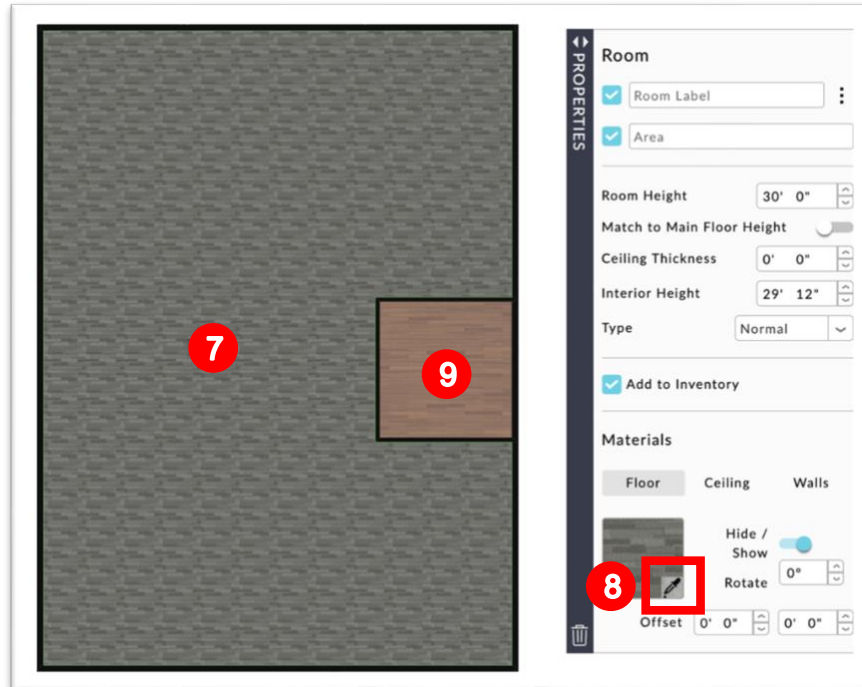 7
9
PROPERTIES
Room
Room Label
Area
Room Height 30' 0"
Match to Main Floor Height
Ceiling Thickness 0' 0"
Interior Height 29' 12"
Type Normal
Add to Inventory
Materials
Floor Ceiling Walls
Hide /
Show
Rotate 0°
8
Offset 0' 0" 0' 0"